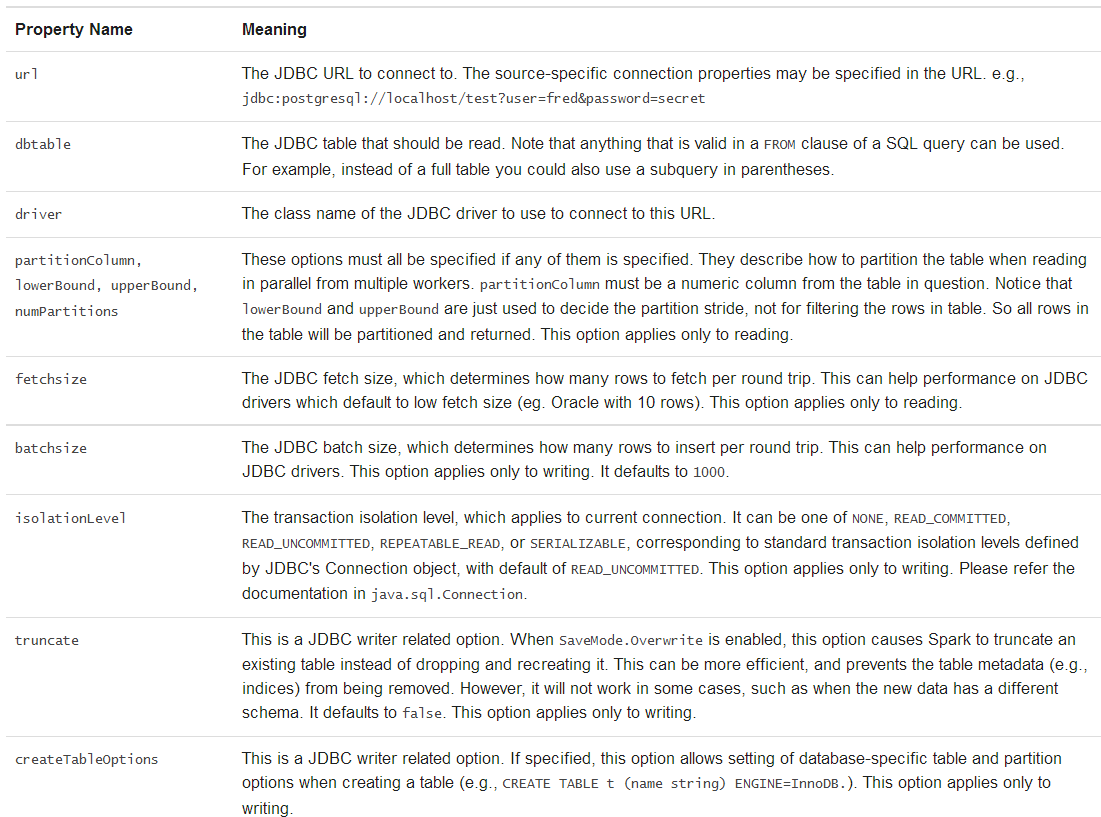 Property Name Meaning
url The JDBC URL to connect to. The source-specific connection properties may be specified in the URL. e.g.,
jdbc:postgresql://localhost/test?user=fred&password=secret
dbtable The JDBC table that should be read. Note that anything that is valid in a FROM clause of a SQL query can be used.
For example, instead of a full table you could also use a subquery in parentheses.
driver The class name of the JDBC driver to use to connect to this URL.
partitionColumn, These options must all be specified if any of them is specified. They describe how to partition the table when reading
lowerBound, upperBound, in parallel from multiple workers. partitionColumn must be a numeric column from the table in question. Notice that
numPartitions lowerBound and upperBound are just used to decide the partition stride, not for filtering the rows in table. So all rows in
the table will be partitioned and returned. This option applies only to reading.
fetchsize The JDBC fetch size, which determines how many rows to fetch per round trip. This can help performance on JDBC
drivers which default to low fetch size (eg. Oracle with 10 rows). This option applies only to reading.
batchsize The JDBC batch size, which determines how many rows to insert per round trip. This can help performance on
JDBC drivers. This option applies only to writing. It defaults to 1000.
isolationLevel The transaction isolation level, which applies to current connection. It can be one of NONE, READ_COMMITTED,
READ_UNCOMMITTED, REPEATABLE_READ, or SERIALIZABLE, corresponding to standard transaction isolation levels defined
by JDBC's Connection object, with default of READ_UNCOMMITTED. This option applies only to writing. Please refer the
documentation in java.sql.Connection.
truncate This is a JDBC writer related option. When SaveMode.Overwrite is enabled, this option causes Spark to truncate an
existing table instead of dropping and recreating it. This can be more efficient, and prevents the table metadata (e.g.,
indices) from being removed. However, it will not work in some cases, such as when the new data has a different
schema. It defaults to false. This option applies only to writing.
createTableOptions This is a JDBC writer related option. If specified, this option allows setting of database-specific table and partition
options when creating a table (e.g., CREATE TABLE t (name string) ENGINE=InnoDB.). This option applies only to
writing.